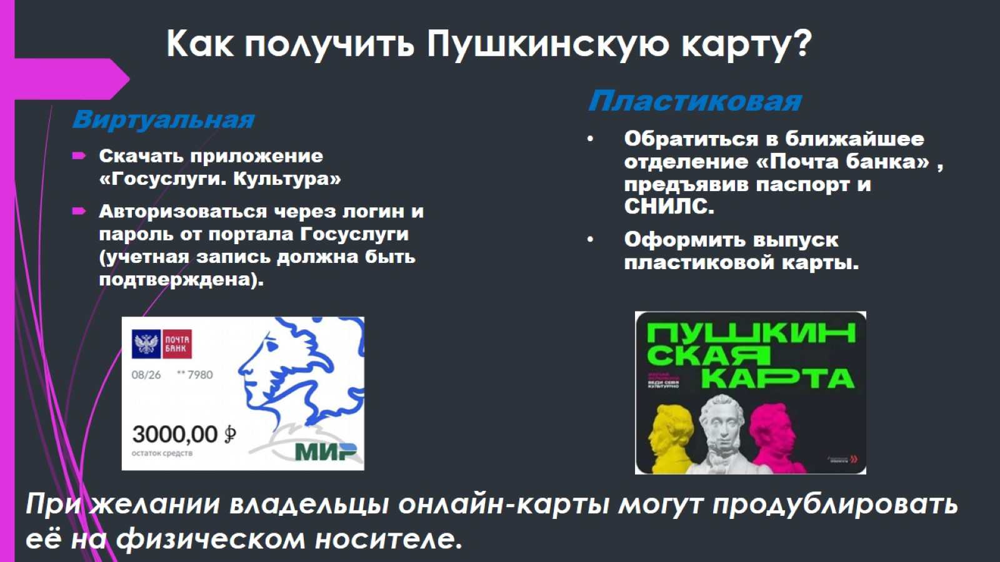 Как получить Пушкинскую карту?
Виртуальная
Скачать приложение
«Госуслуги. Культура»
Авторизоваться через логин и
пароль от портала Госуслуги
(учетная запись должна быть
подтверждена).
ПОЧТА
БАНК
08/26 ** 7980
3000,00 ₽
остаток средств
МИР
Пластиковая
• Обратиться в ближайшее
отделение «Почта банка» ,
предъявив паспорт и
СНИЛС.
• Оформить выпуск
пластиковой карты.
ПУШКИН
СКАЯ
КАРТА
ВЕДИ СЕБЯ
КУЛЬТУРНО
При желании владельцы онлайн-карты могут продублировать
её на физическом носителе.